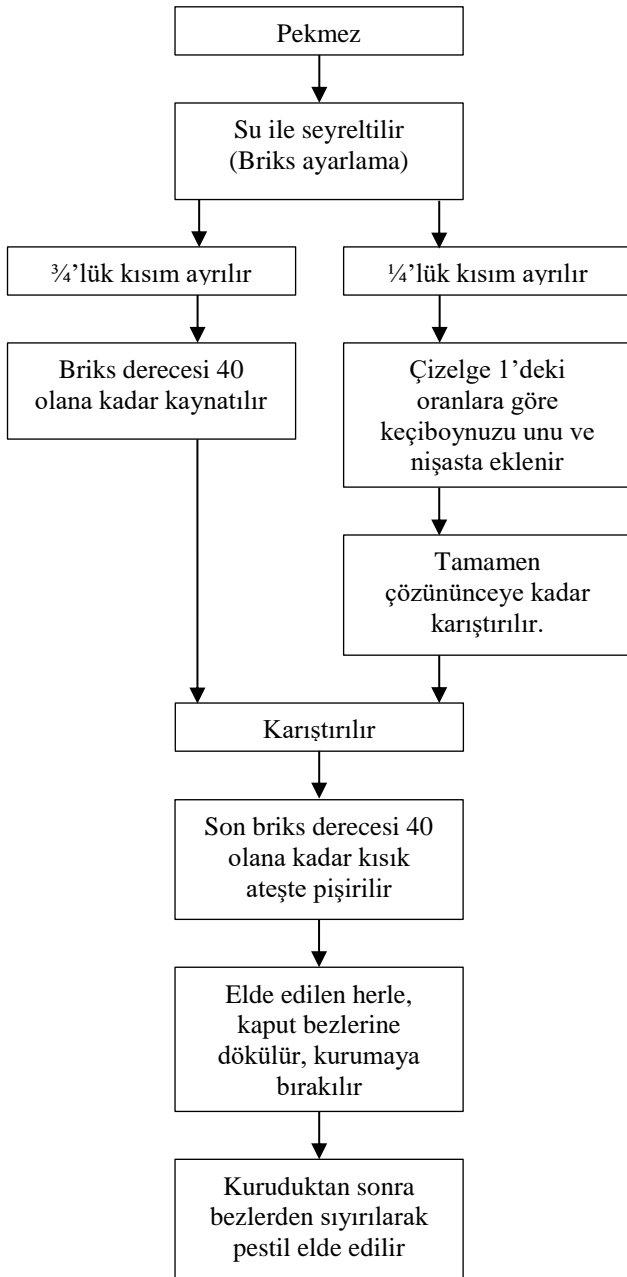 Pekmez
Su ile seyreltilir
(Briks ayarlama)
¾’lük kısım ayrılır
¼’lük kısım ayrılır
Briks derecesi 40
olana kadar kaynatılır
Çizelge 1’deki
oranlara göre
keçiboynuzu unu ve
nişasta eklenir
Tamamen
çözününceye kadar
karıştırılır.
Karıştırılır
Son briks derecesi 40
olana kadar kısık
ateşte pişirilir
Elde edilen herle,
kaput bezlerine
dökülür, kurumaya
bırakılır
Kuruduktan sonra
bezlerden sıyırılarak
pestil elde edilir